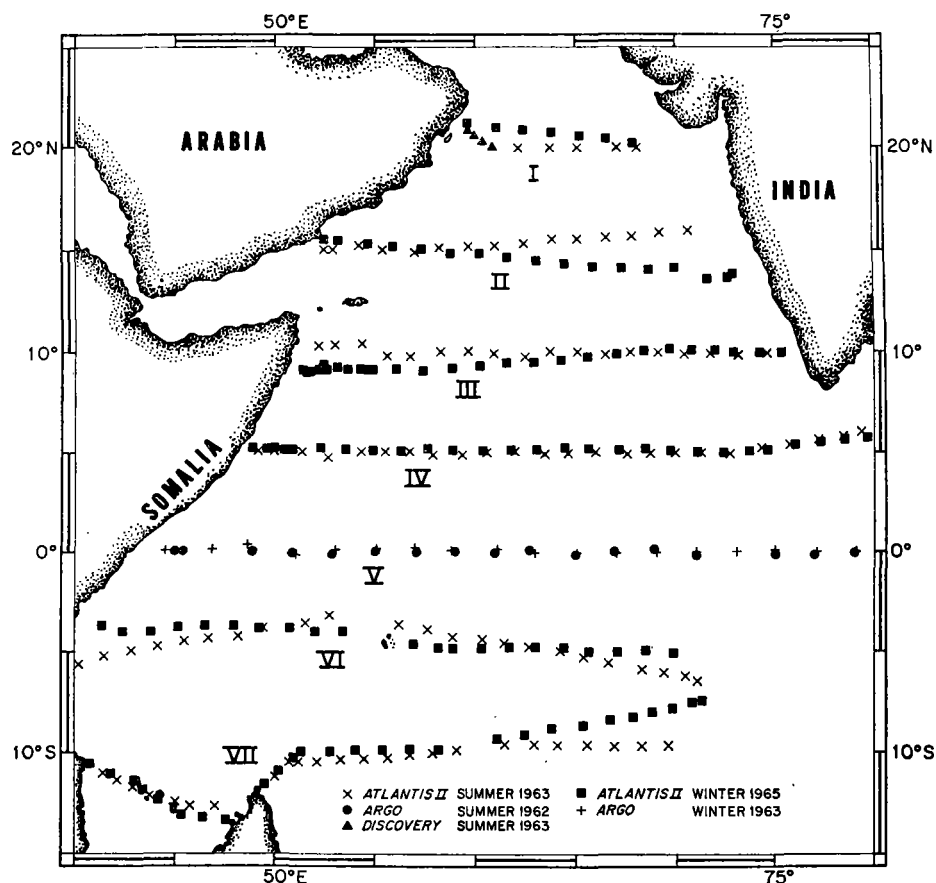 50°E 75°
ARABIA
INDIA
20°N 20°N
I
II
10° 10°
III
SOMALIA
IV
0° 0°
V
VI
10°S 10°S
VII
× ATLANTIS II SUMMER 1963 ■ ATLANTIS II WINTER 1965
● ARGO SUMMER 1962 + ARGO WINTER 1963
▲ DISCOVERY SUMMER 1963
50°E 75°